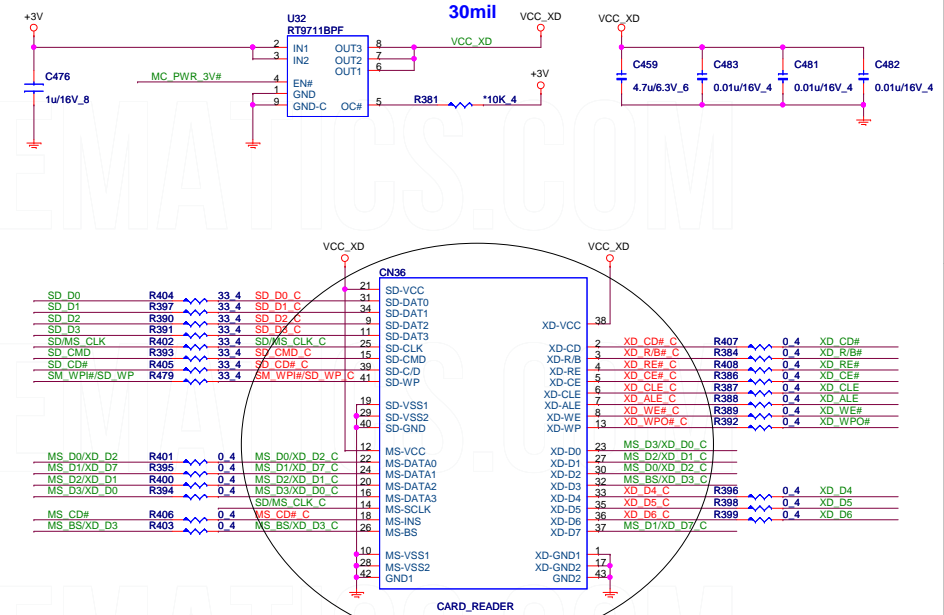 30mil
+3V
U32
RT9711BPF
VCC_XD
VCC_XD
2 IN1 OUT3 8 VCC_XD
3 IN2 OUT2 7
OUT1 6
+3V
C476
1u/16V_8
MC_PWR_3V# 4 EN#
1 GND
9 GND-C OC# 5 R381 *10K_4
C459
4.7u/6.3V_6
C483
0.01u/16V_4
C481
0.01u/16V_4
C482
0.01u/16V_4
EMATICS.COM
VCC_XD
VCC_XD
CN36
21 SD-VCC
SD_D0 R404 33_4 SD_D0_C 31 SD-DAT0
SD_D1 R397 33_4 SD_D1_C 34 SD-DAT1
SD_D2 R390 33_4 SD_D2_C 9 SD-DAT2
SD_D3 R391 33_4 SD_D3_C 11 SD-DAT3
SD/MS_CLK R402 33_4 SD/MS_CLK_C 25 SD-CLK
SD_CMD R393 33_4 SD_CMD_C 15 SD-CMD
SD_CD# R405 33_4 SD_CD#_C 39 SD-C/D
SM_WPI#/SD_WP R479 33_4 SM_WPI#/SD_WP_C 41 SD-WP
19 SD-VSS1
29 SD-VSS2
40 SD-GND
12 MS-VCC
MS_D0/XD_D2 R401 0_4 MS_D0/XD_D2_C 22 MS-DATA0
MS_D1/XD_D7 R395 0_4 MS_D1/XD_D7_C 24 MS-DATA1
MS_D2/XD_D1 R400 0_4 MS_D2/XD_D1_C 20 MS-DATA2
MS_D3/XD_D0 R394 0_4 MS_D3/XD_D0_C 16 MS-DATA3
SD/MS_CLK_C 14 MS-SCLK
MS_CD# R406 0_4 MS_CD#_C 18 MS-INS
MS_BS/XD_D3 R403 0_4 MS_BS/XD_D3_C 26 MS-BS
10 MS-VSS1
28 MS-VSS2
42 GND1
XD-VCC 38
XD-CD 2 XD_CD#_C R407 0_4 XD_CD#
XD-R/B 3 XD_R/B#_C R384 0_4 XD_R/B#
XD-RE 4 XD_RE#_C R408 0_4 XD_RE#
XD-CE 5 XD_CE#_C R386 0_4 XD_CE#
XD-CLE 6 XD_CLE_C R387 0_4 XD_CLE
XD-ALE 7 XD_ALE_C R388 0_4 XD_ALE
XD-WE 8 XD_WE#_C R389 0_4 XD_WE#
XD-WP 13 XD_WPO#_C R392 0_4 XD_WPO#
XD-D0 23 MS_D3/XD_D0_C
XD-D1 27 MS_D2/XD_D1_C
XD-D2 30 MS_D0/XD_D2_C
XD-D3 32 MS_BS/XD_D3_C
XD-D4 33 XD_D4_C R396 0_4 XD_D4
XD-D5 35 XD_D5_C R398 0_4 XD_D5
XD-D6 36 XD_D6_C R399 0_4 XD_D6
XD-D7 37 MS_D1/XD_D7_C
XD-GND1 1
XD-GND2 17
GND2 43
CARD_READER